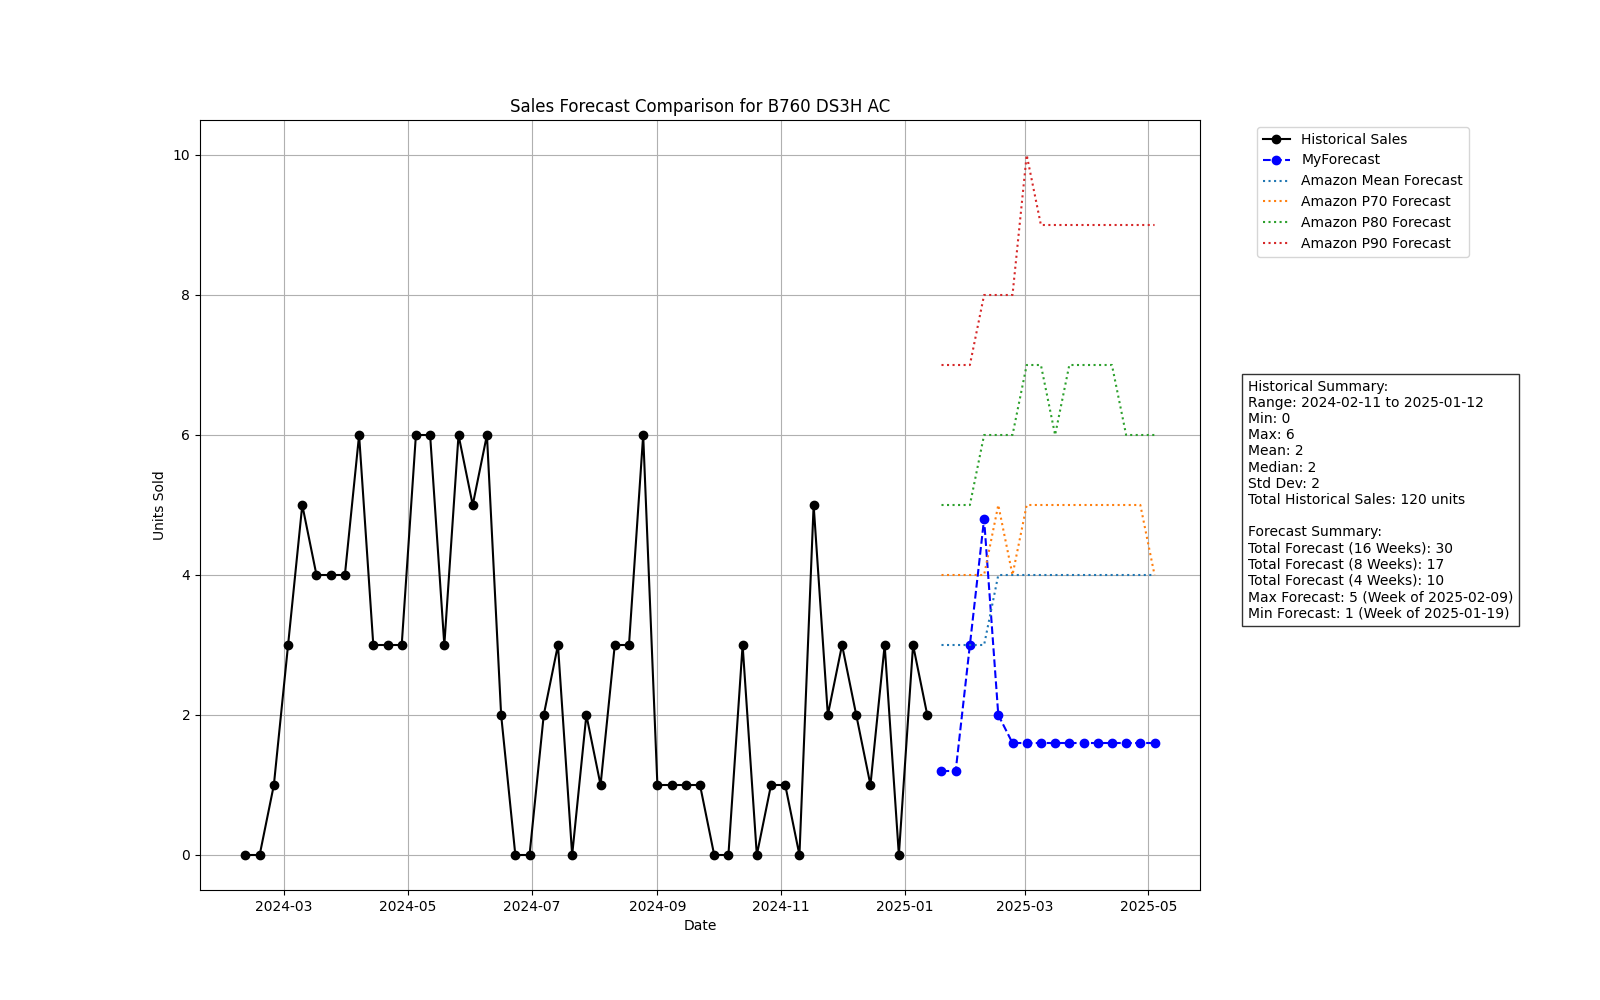 Sales Forecast Comparison for B760 DS3H AC
Units Sold
10
8
6
4
2
0
2024-03
2024-05
2024-07
2024-09
2024-11
2025-01
2025-03
2025-05
Date
Historical Sales
MyForecast
Amazon Mean Forecast
Amazon P70 Forecast
Amazon P80 Forecast
Amazon P90 Forecast
Historical Summary:
Range: 2024-02-11 to 2025-01-12
Min: 0
Max: 6
Mean: 2
Median: 2
Std Dev: 2
Total Historical Sales: 120 units
Forecast Summary:
Total Forecast (16 Weeks): 30
Total Forecast (8 Weeks): 17
Total Forecast (4 Weeks): 10
Max Forecast: 5 (Week of 2025-02-09)
Min Forecast: 1 (Week of 2025-01-19)